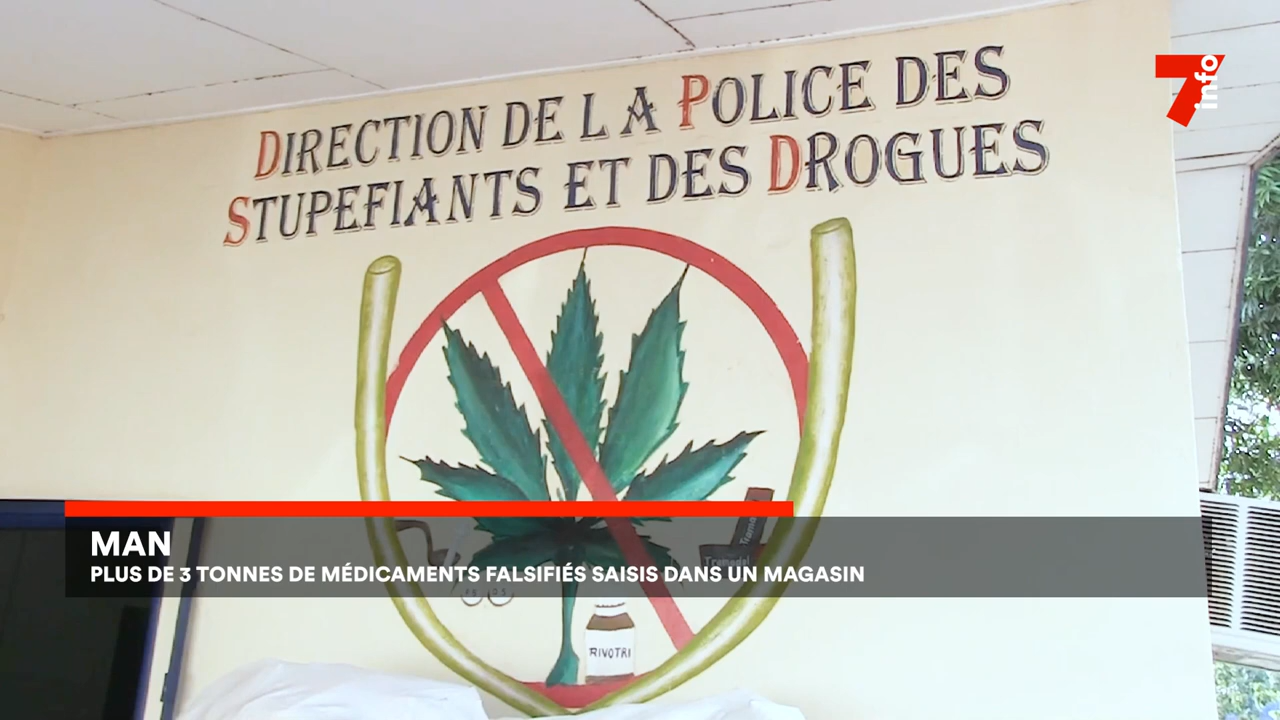 7 info
DIRECTION DE LA POLICE DES
STUPEFIANTS ET DES DROGUES
Tramadol
RIVOTRI
MAN
PLUS DE 3 TONNES DE MÉDICAMENTS FALSIFIÉS SAISIS DANS UN MAGASIN